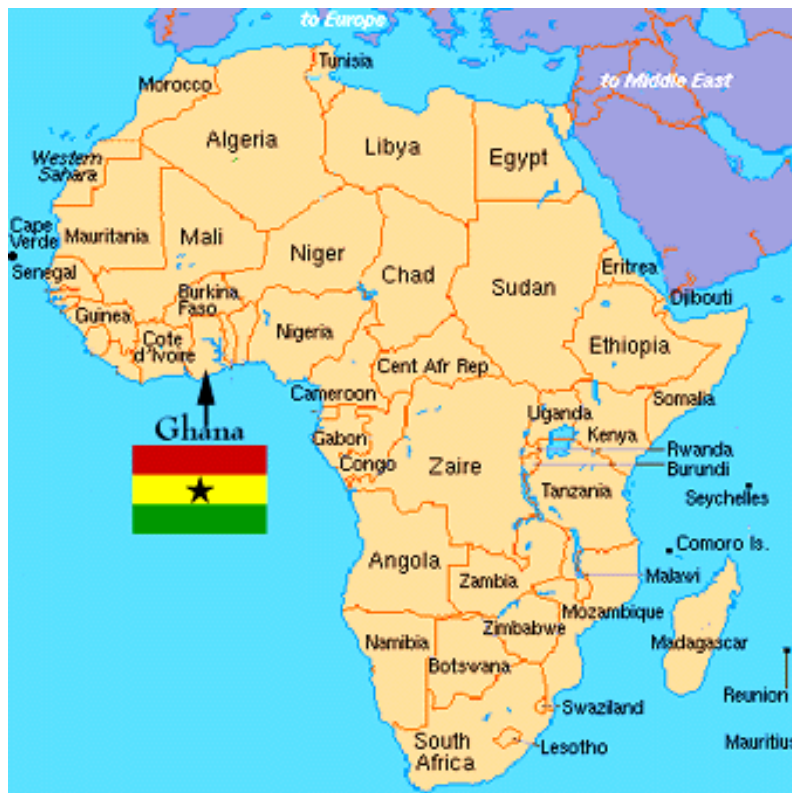 to Europe
Tunisia
to Middle East
Morocco
Algeria
Libya
Egypt
Western
Sahara
Cape
Verde
Mauritania
Mali
Niger
Chad
Sudan
Eritrea
Senegal
Djibouti
Burkina
Faso
Guinea
Nigeria
Cote
d'Ivoire
Ethiopia
Cent Afr Rep
Cameroon
Somalia
Uganda
Ghana
Kenya
Gabon
Congo
Zaire
Rwanda
Burundi
Tanzania
Seychelles
Comoro Is.
Angola
Zambia
Malawi
Mozambique
Zimbabwe
Namibia
Madagascar
Botswana
Reunion
Swaziland
South
Africa
Lesotho
Mauritius